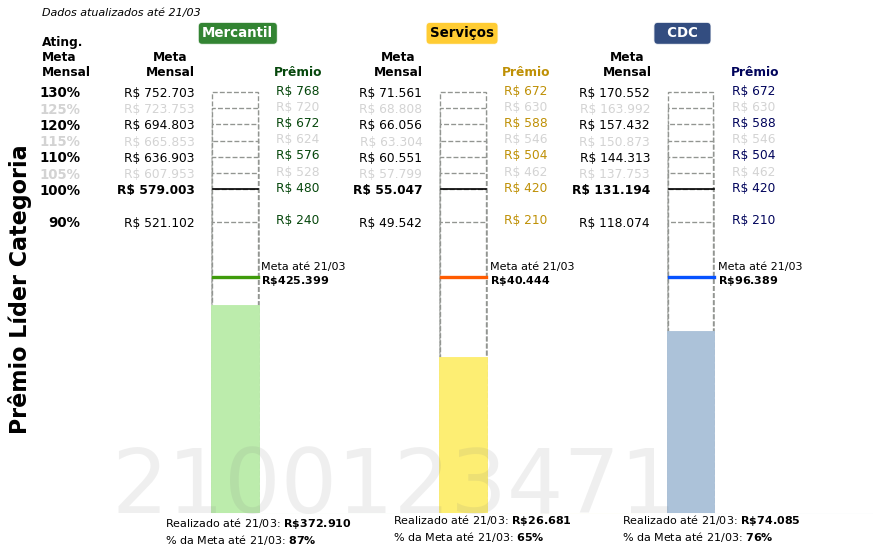 Dados atualizados até 21/03
Mercantil Serviços CDC
Ating.
Meta
Mensal
Meta
Mensal Prêmio Meta
Mensal Prêmio Meta
Mensal Prêmio
130% R$ 752.703 R$ 768 R$ 71.561 R$ 672 R$ 170.552 R$ 672
125% R$ 723.753 R$ 720 R$ 68.808 R$ 630 R$ 163.992 R$ 630
120% R$ 694.803 R$ 672 R$ 66.056 R$ 588 R$ 157.432 R$ 588
115% R$ 665.853 R$ 624 R$ 63.304 R$ 546 R$ 150.873 R$ 546
110% R$ 636.903 R$ 576 R$ 60.551 R$ 504 R$ 144.313 R$ 504
105% R$ 607.953 R$ 528 R$ 57.799 R$ 462 R$ 137.753 R$ 462
100% R$ 579.003 R$ 480 R$ 55.047 R$ 420 R$ 131.194 R$ 420
90% R$ 521.102 R$ 240 R$ 49.542 R$ 210 R$ 118.074 R$ 210
Meta até 21/03
R$425.399
Meta até 21/03
R$40.444
Meta até 21/03
R$96.389
Prêmio Líder Categoria
2100123471
Realizado até 21/03: R$372.910
% da Meta até 21/03: 87%
Realizado até 21/03: R$26.681
% da Meta até 21/03: 65%
Realizado até 21/03: R$74.085
% da Meta até 21/03: 76%